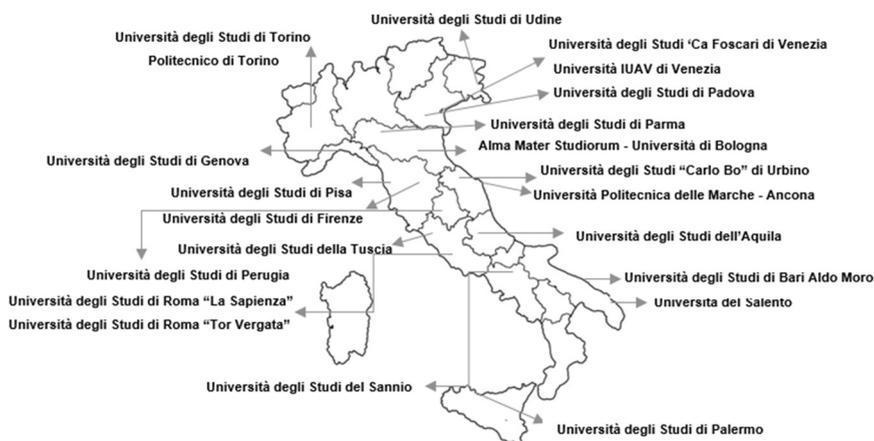 Università degli Studi di Udine
Università degli Studi di Torino
Politecnico di Torino
Università degli Studi ‘Ca Foscari di Venezia
Università IUAV di Venezia
Università degli Studi di Padova
Università degli Studi di Parma
Alma Mater Studiorum - Universitá di Bologna
Università degli Studi di Genova
Università degli Studi “Carlo Bo” di Urbino
Università degli Studi di Pisa
Università Politecnica delle Marche - Ancona
Università degli Studi di Firenze
Università degli Studi dell’Aquila
Università degli Studi della Tuscia
Università degli Studi di Perugia
Università degli Studi di Bari Aldo Moro
Università degli Studi di Roma “La Sapienza”
Università del Salento
Università degli Studi di Roma “Tor Vergata”
Università degli Studi del Sannio
Università degli Studi di Palermo